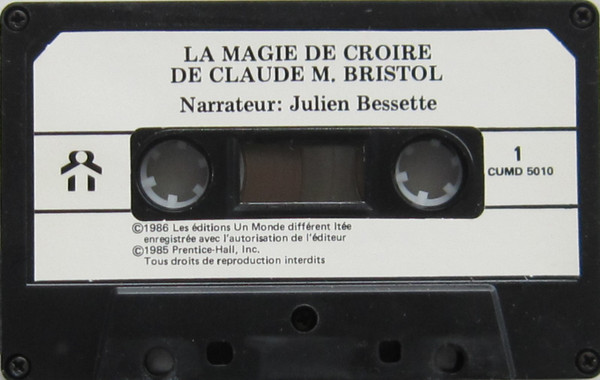 LA MAGIE DE CROIRE
DE CLAUDE M. BRISTOL
Narrateur: Julien Bessette
1
CUMD 5010
©1986 Les éditions Un Monde différent ltée
enregistrée avec l'autorisation de l'éditeur
©1985 Prentice-Hall, Inc.
Tous droits de reproduction interdits